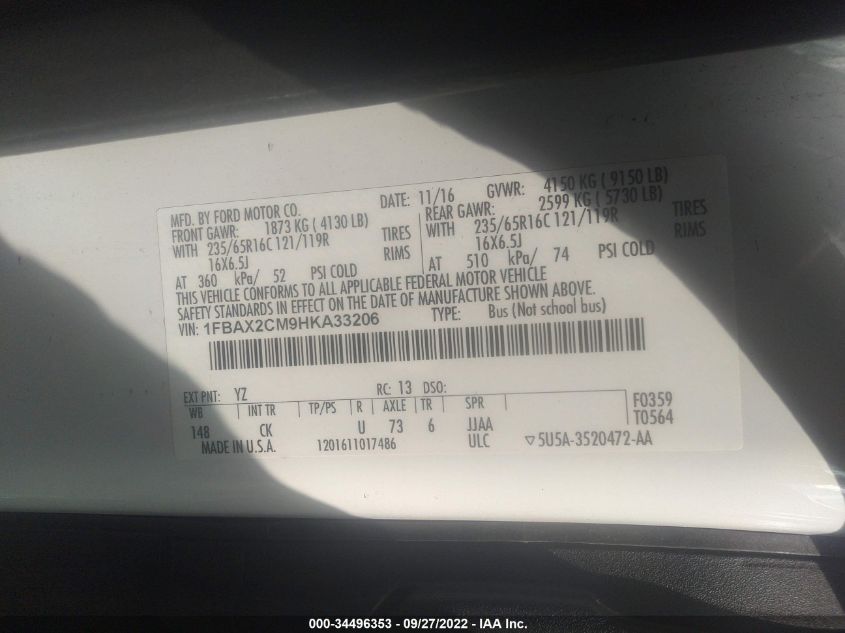 MFD. BY FORD MOTOR CO. DATE: 11/16 GVWR: 4150 KG ( 9150 LB)
FRONT GAWR: 1873 KG ( 4130 LB) REAR GAWR: 2599 KG ( 5730 LB)
WITH 235/65R16C 121/119R TIRES WITH 235/65R16C 121/119R TIRES
16X6.5J RIMS 16X6.5J RIMS
AT 360 kPa/ 52 PSI COLD AT 510 kPa/ 74 PSI COLD
THIS VEHICLE CONFORMS TO ALL APPLICABLE FEDERAL MOTOR VEHICLE
SAFETY STANDARDS IN EFFECT ON THE DATE OF MANUFACTURE SHOWN ABOVE.
VIN: 1FBAX2CM9HKA33206 TYPE: Bus (Not school bus)
EXT PNT: YZ RC: 13 DSO:
WB INT TR TP/PS R AXLE TR SPR F0359
148 CK U 73 6 JJAA T0564
MADE IN U.S.A. 1201611017486 ULC ▽5U5A-3520472-AA
000-34496353 - 09/27/2022 - IAA Inc.